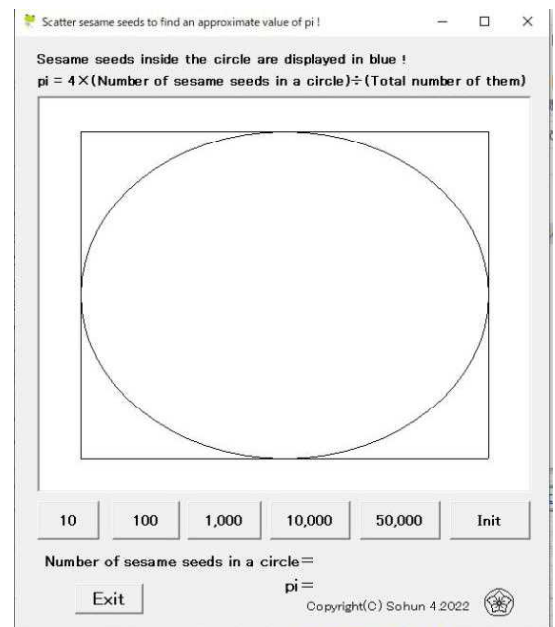 Scatter sesame seeds to find an approximate value of pi !
Sesame seeds inside the circle are displayed in blue !
pi = 4×(Number of sesame seeds in a circle)÷(Total number of them)
10 100 1,000 10,000 50,000 Init
Number of sesame seeds in a circle=
pi=
Exit
Copyright(C) Sohun 4.2022